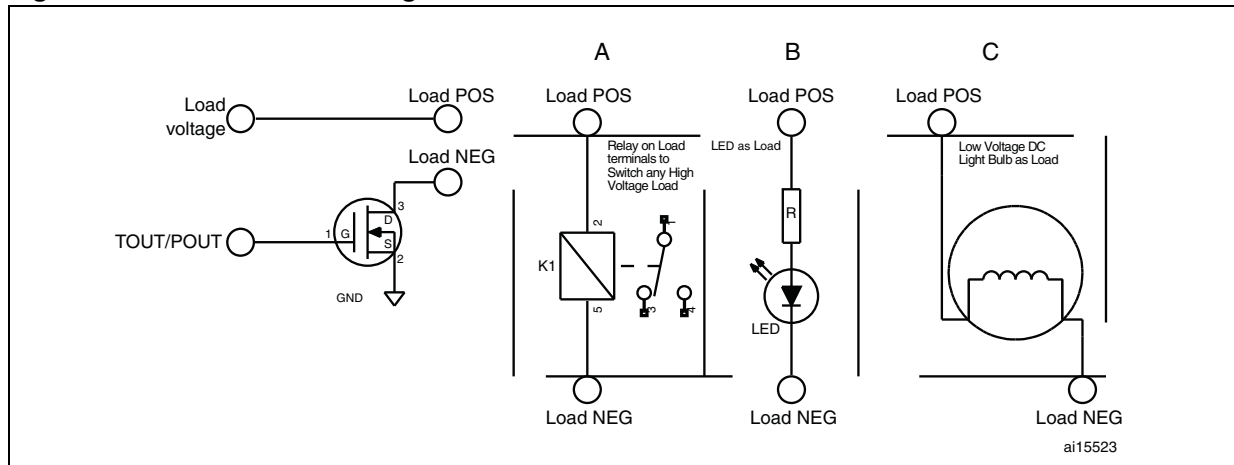 A
B
C
Load
voltage
Load POS
Load NEG
TOUT/POUT
1
G
3
D
S
2
GND
Load POS
Relay on Load
terminals to
Switch any High
Voltage Load
2
K1
5
1
3
4
Load NEG
Load POS
LED as Load
R
LED
Load NEG
Load POS
Low Voltage DC
Light Bulb as Load
Load NEG
ai15523